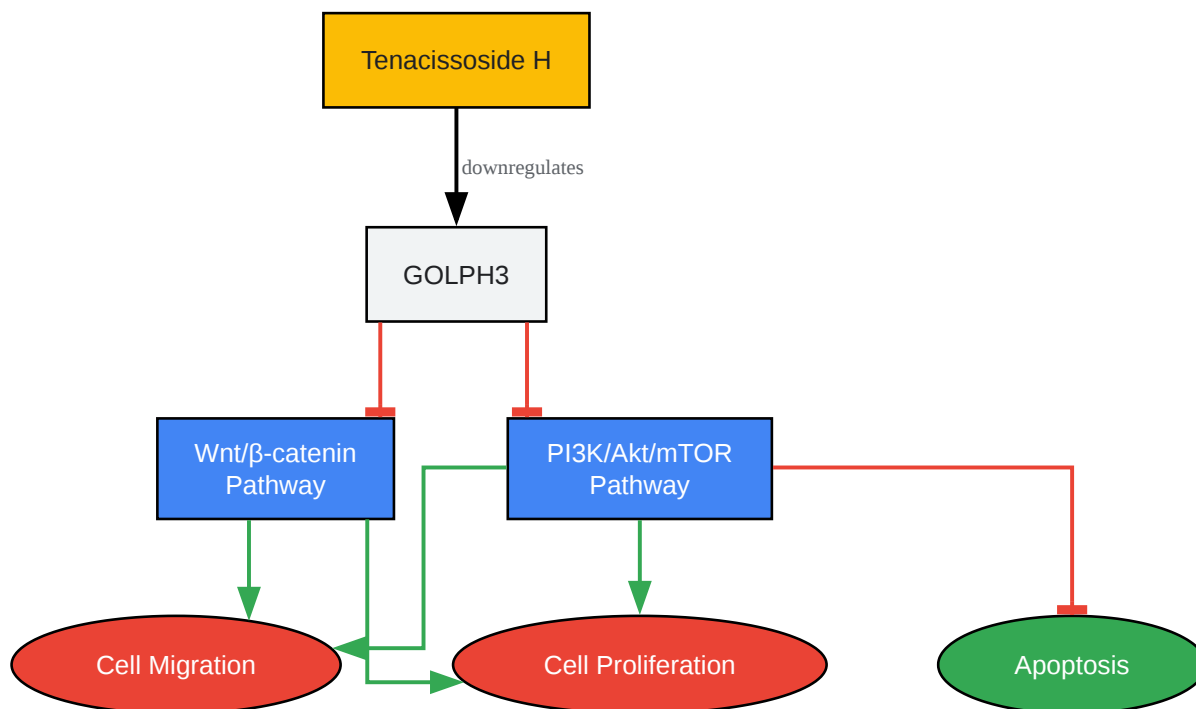 Tenacissoside H
downregulates
GOLPH3
Wnt/β-catenin
Pathway
PI3K/Akt/mTOR
Pathway
Cell Migration
Cell Proliferation
Apoptosis